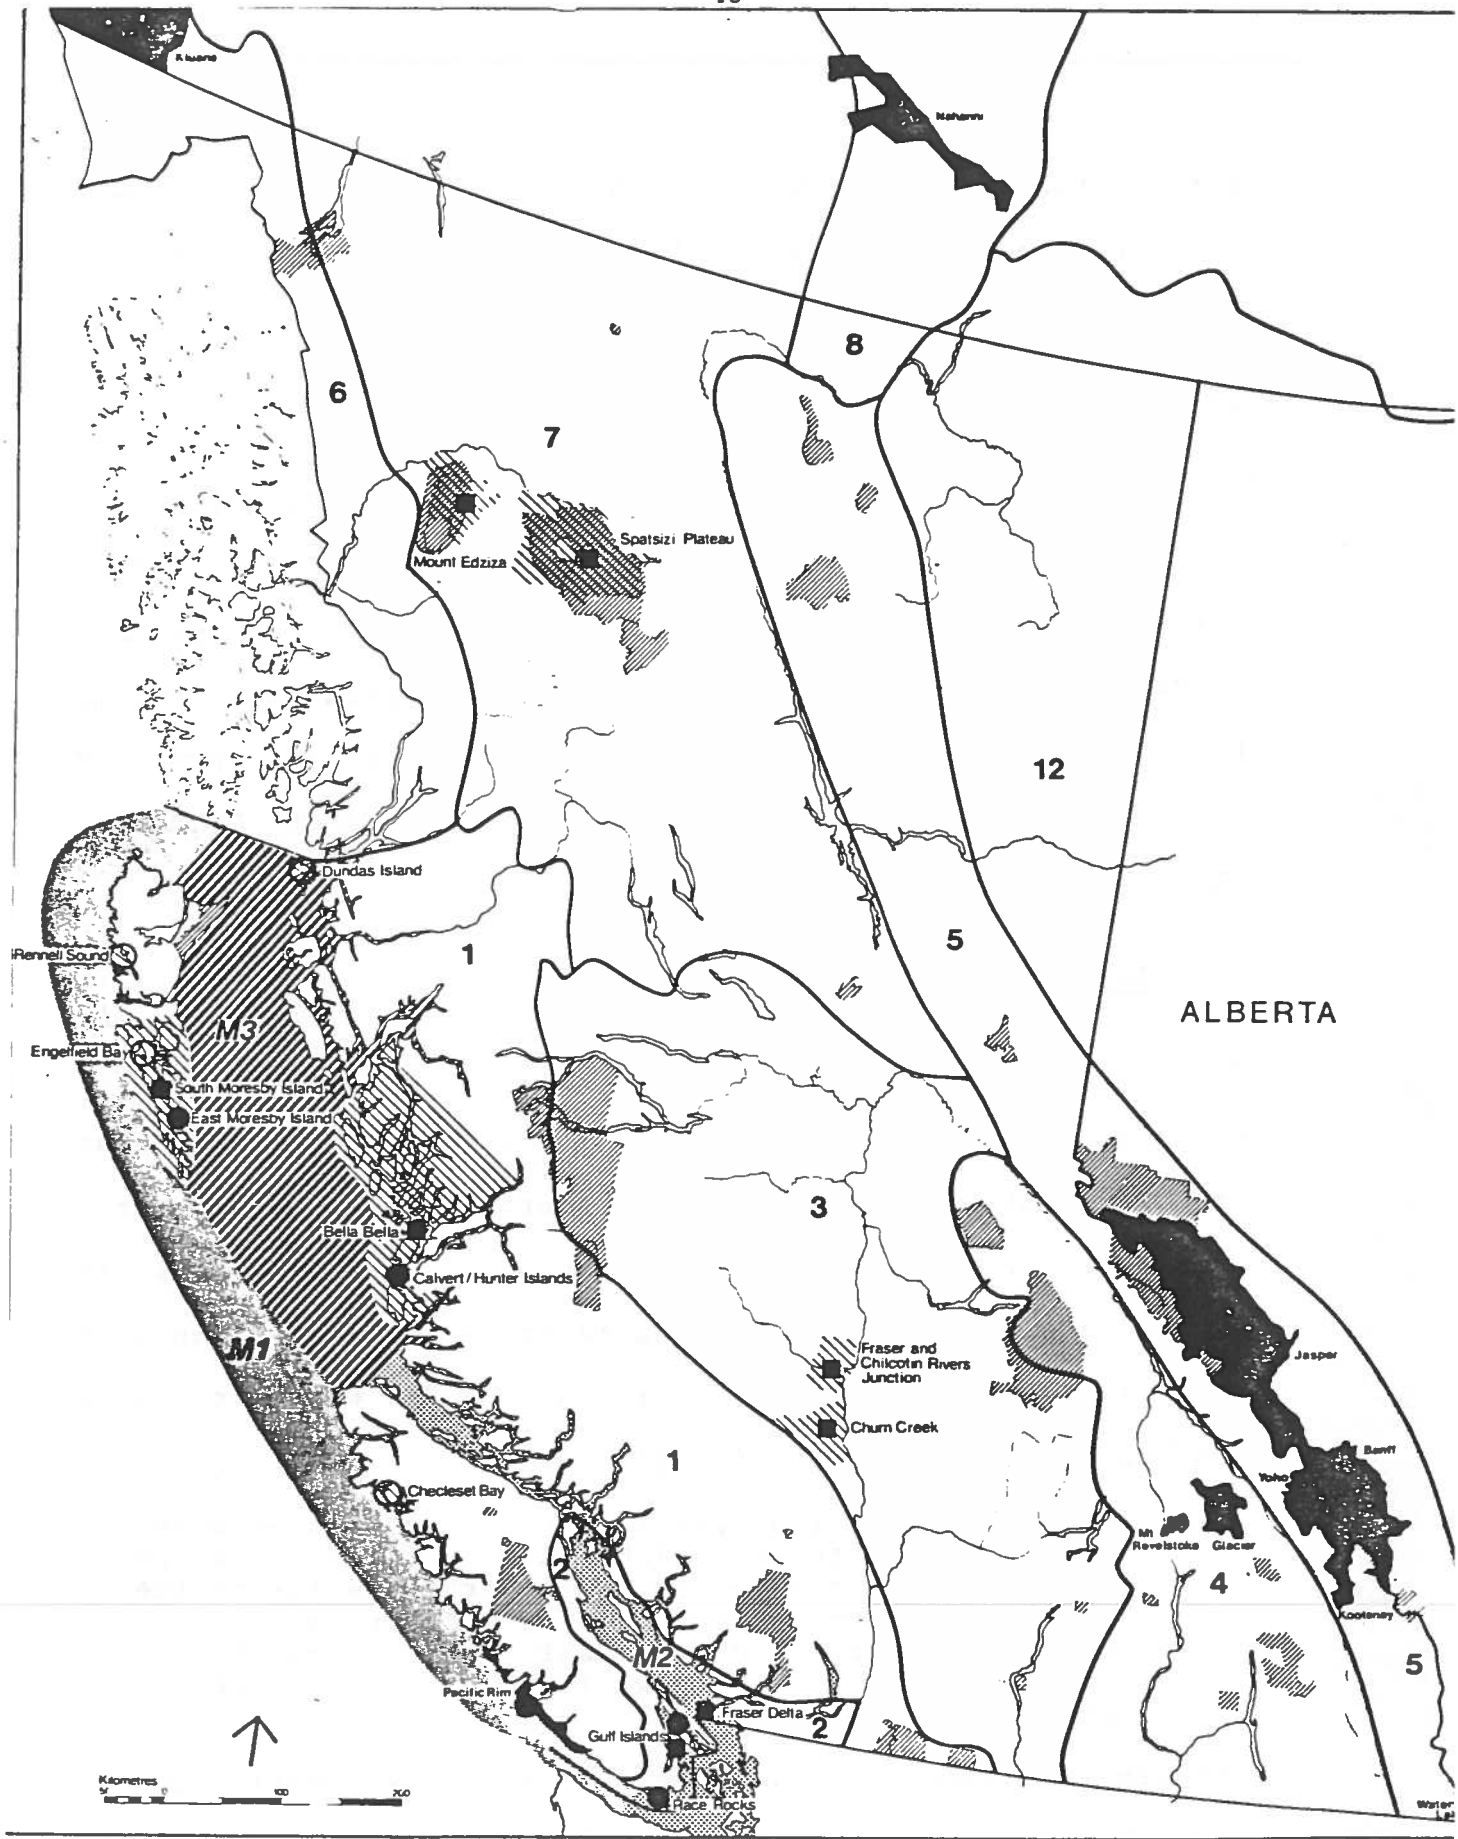 Kluane
Nahanni
8
6
7
Spatsizi Plateau
Mount Edziza
12
Dundas Island
5
1
Rennell Sound
ALBERTA
M3
Engelfield Bay
South Moresby Island
East Moresby Island
3
Bella Bella
Calvert/Hunter Islands
M1
Fraser and
Chilcotin Rivers
Junction
Jasper
Churn Creek
Banff
1
Yoho
Checleset Bay
Mt
Revelstoke
Glacier
2
4
Kootenay
M2
5
Pacific Rim
Fraser Delta
2
Gulf Islands
Kilometres
100
200
Race Rocks
Water